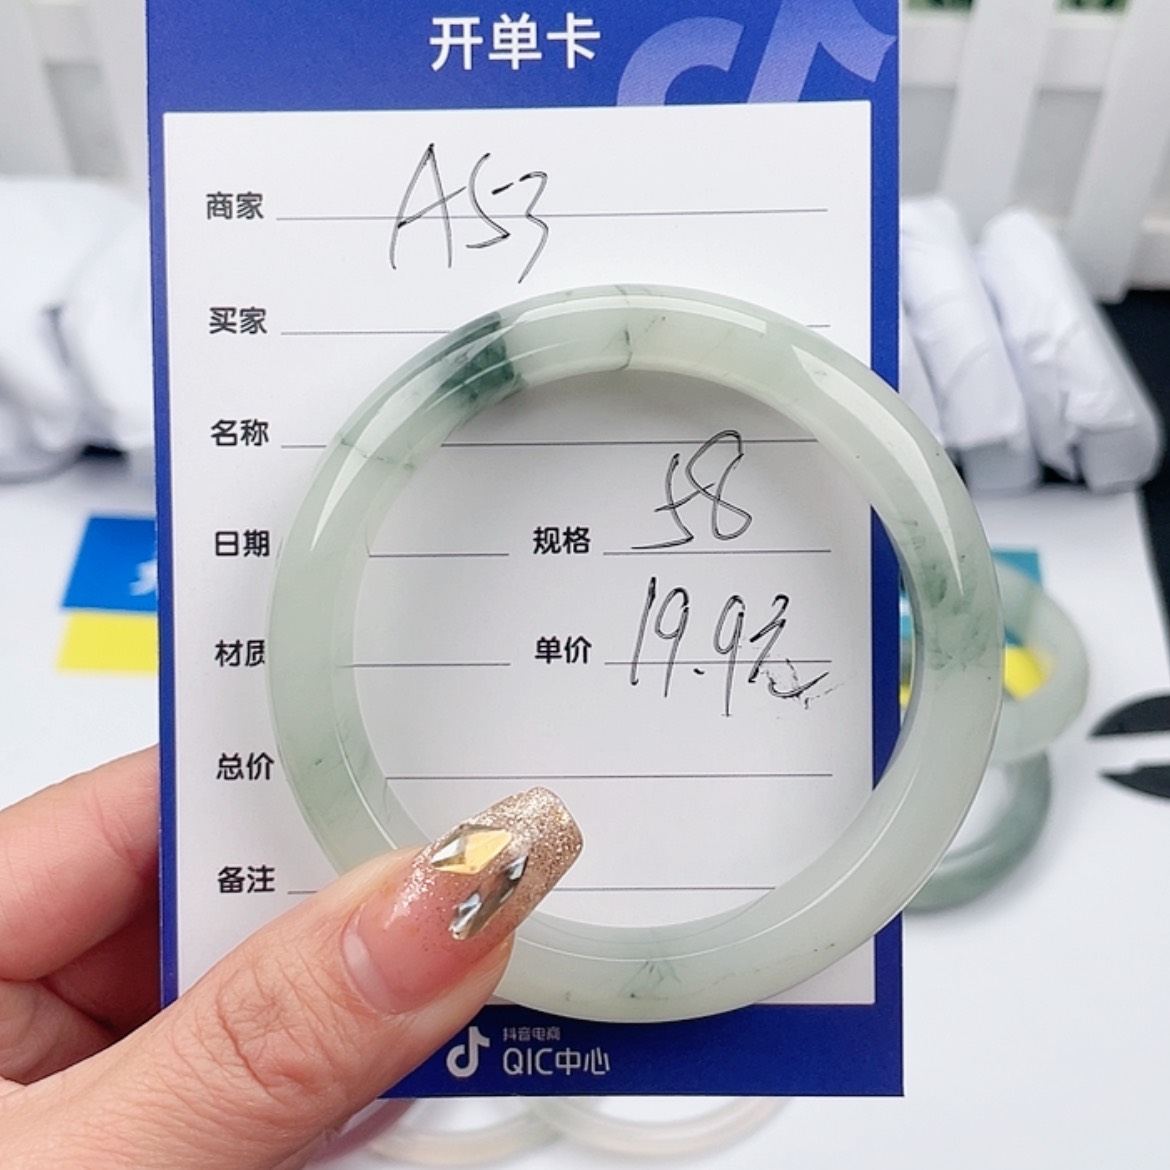 开单卡
商家 A53
买家
名称
日期 规格 58
材质 单价 19.9元
总价
备注
抖音电商
QIC中心